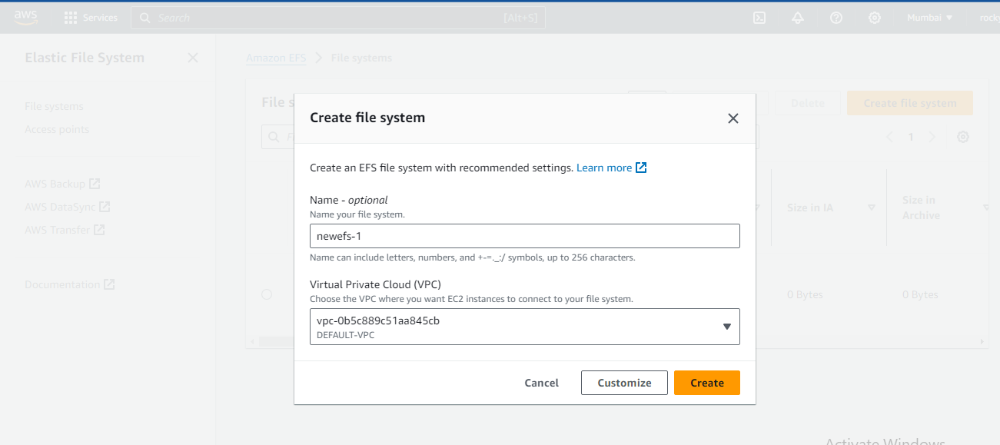 aws
Services
Search
[Alt+S]
Mumbai
rocky
Elastic File System
Amazon EFS
File systems
File systems
Access points
AWS Backup
AWS DataSync
AWS Transfer
Documentation
File s
Delete
Create file system
1
Size in IA
Size in
Archive
0 Bytes
0 Bytes
Create file system
Create an EFS file system with recommended settings. Learn more
Name - optional
Name your file system.
newefs-1
Name can include letters, numbers, and +-=._:/ symbols, up to 256 characters.
Virtual Private Cloud (VPC)
Choose the VPC where you want EC2 instances to connect to your file system.
vpc-0b5c889c51aa845cb
DEFAULT-VPC
Cancel
Customize
Create
Activate Windows